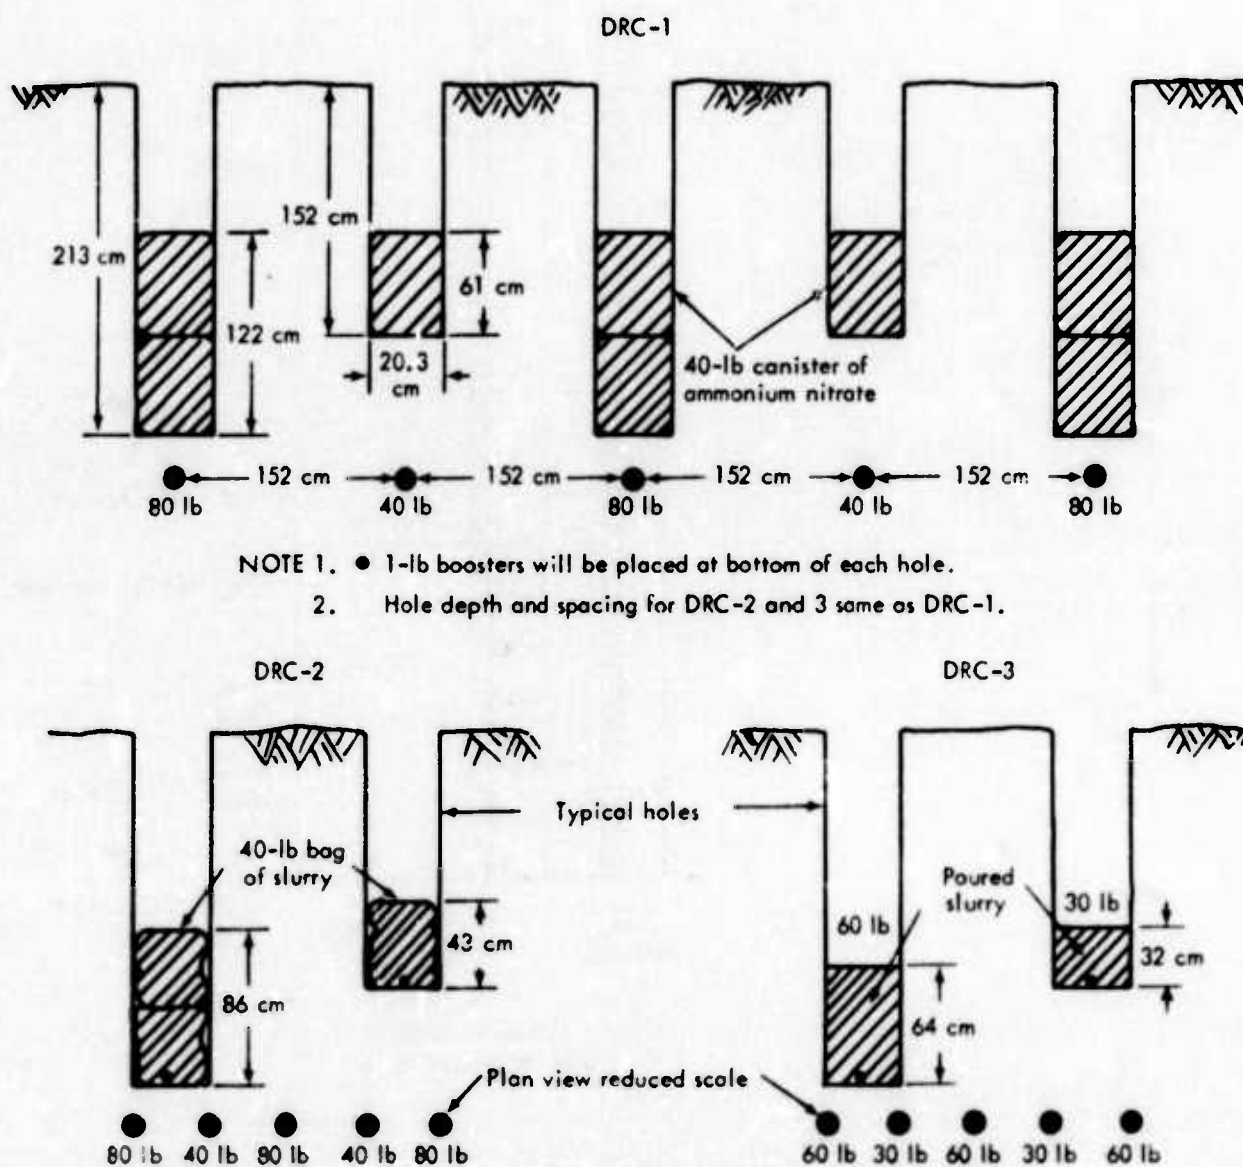 DRC-1
213 cm
122 cm
152 cm
61 cm
20.3
cm
40-lb canister of
ammonium nitrate
152 cm
152 cm
152 cm
152 cm
80 lb
40 lb
80 lb
40 lb
80 lb
NOTE 1. ● 1-lb boosters will be placed at bottom of each hole.
2. Hole depth and spacing for DRC-2 and 3 same as DRC-1.
DRC-2
DRC-3
Typical holes
40-lb bag
of slurry
43 cm
86 cm
Poured
slurry
60 lb
30 lb
32 cm
64 cm
Plan view reduced scale
80 lb
40 lb
80 lb
40 lb
80 lb
60 lb
30 lb
60 lb
30 lb
60 lb